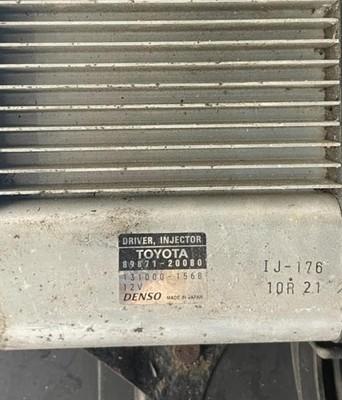 DRIVER, INJECTOR
TOYOTA
89871-20080
131000-1568
12V
DENSO MADE IN JAPAN
IJ-176
10R 21